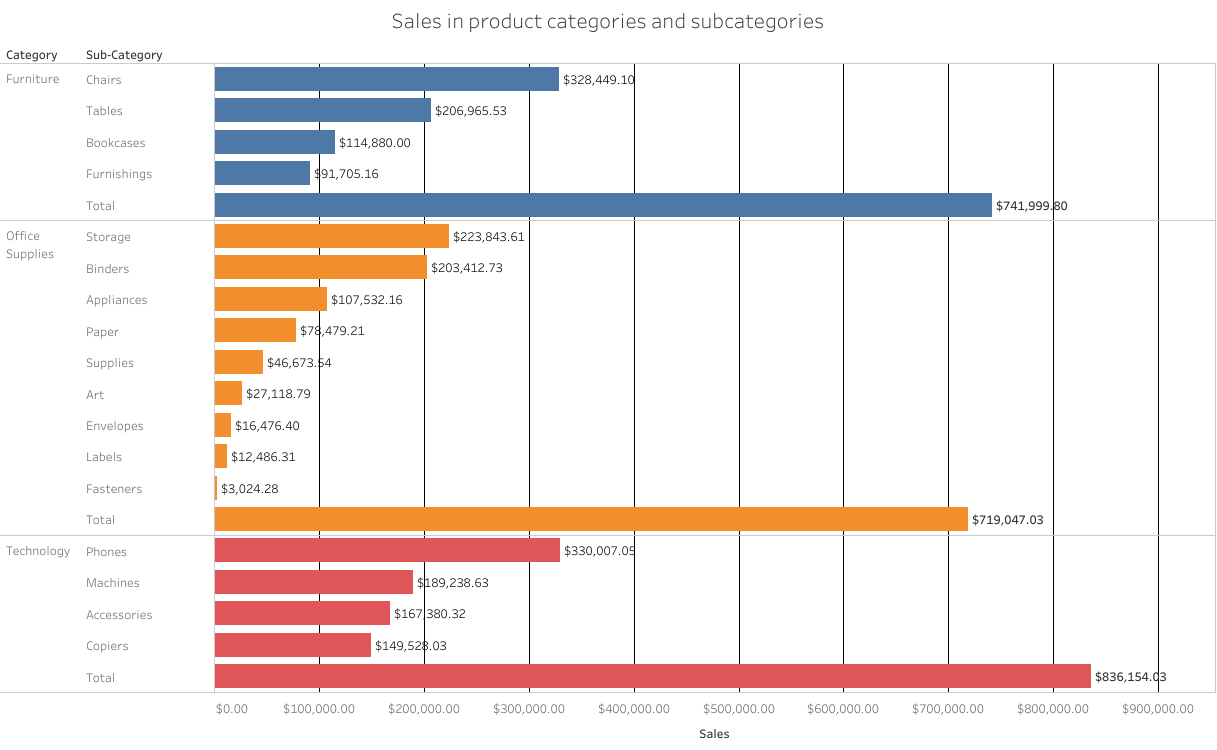 Sales in product categories and subcategories
Category Sub-Category
Furniture Chairs $328,449.10
Tables $206,965.53
Bookcases $114,880.00
Furnishings $91,705.16
Total $741,999.80
Office Supplies Storage $223,843.61
Binders $203,412.73
Appliances $107,532.16
Paper $78,479.21
Supplies $46,673.54
Art $27,118.79
Envelopes $16,476.40
Labels $12,486.31
Fasteners $3,024.28
Total $719,047.03
Technology Phones $330,007.05
Machines $189,238.63
Accessories $167,380.32
Copiers $149,528.03
Total $836,154.03
$0.00 $100,000.00 $200,000.00 $300,000.00 $400,000.00 $500,000.00 $600,000.00 $700,000.00 $800,000.00 $900,000.00
Sales